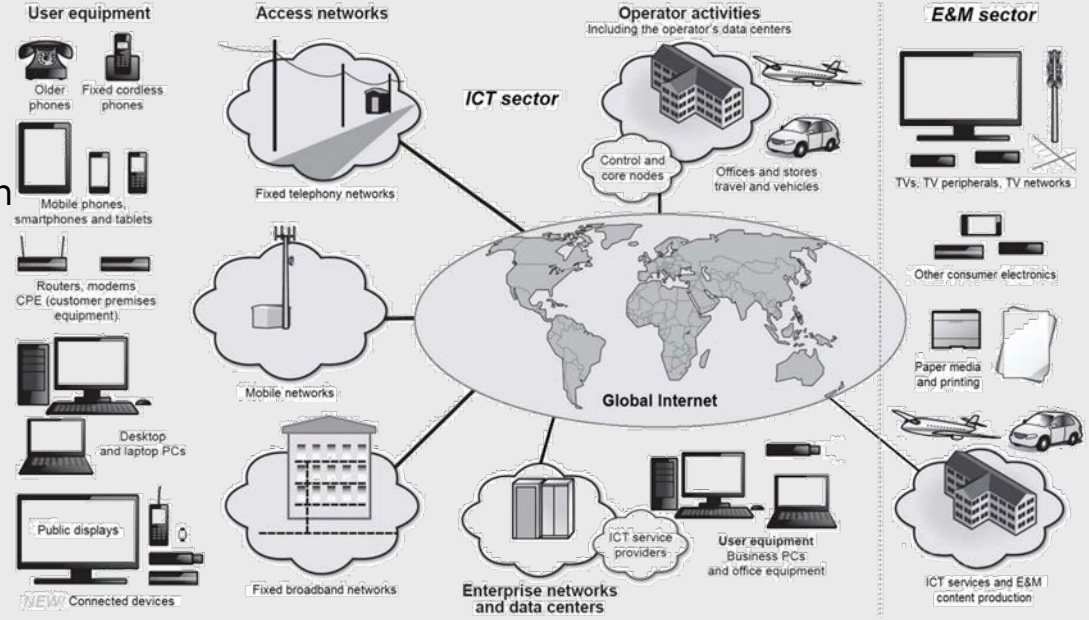 User equipment
Older
phones
Fixed cordless
phones
Mobile phones,
smartphones and tablets
Routers, modems
CPE (customer premises
equipment)
Desktop
and laptop PCs
Public displays
NEW! Connected devices
Access networks
Fixed telephony networks
Mobile networks
Fixed broadband networks
ICT sector
Operator activities
Including the operator's data centers
Control and
core nodes
Offices and stores
travel and vehicles
Global Internet
ICT service
providers
Enterprise networks
and data centers
User equipment
Business PCs
and office equipment
E&M sector
TVs, TV peripherals, TV networks
Other consumer electronics
Paper media
and printing
ICT services and E&M
content production